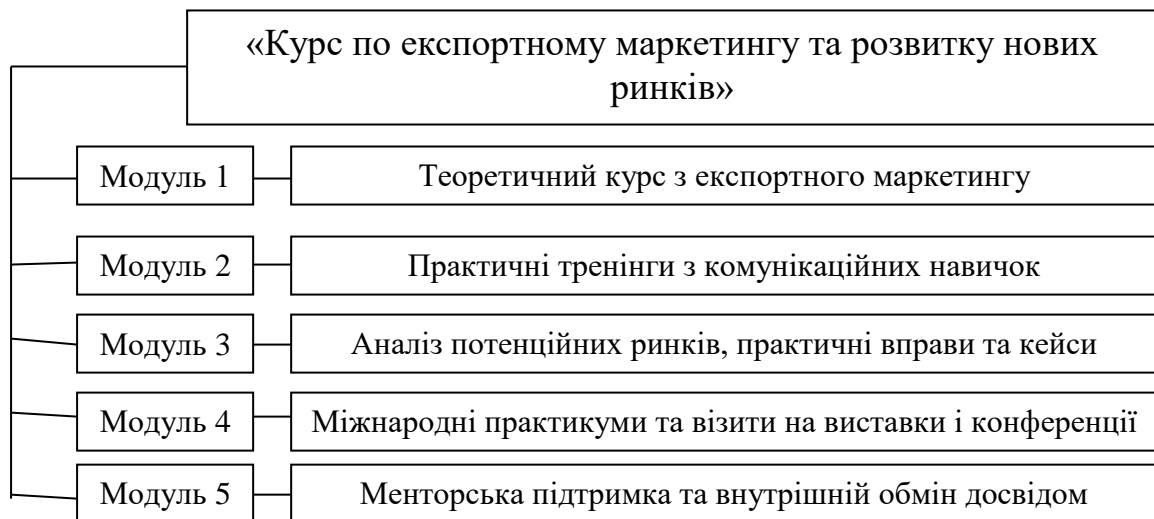 «Курс по експортному маркетингу та розвитку нових
ринків»
Модуль 1
Теоретичний курс з експортного маркетингу
Модуль 2
Практичні тренінги з комунікаційних навичок
Модуль 3
Аналіз потенційних ринків, практичні вправи та кейси
Модуль 4
Міжнародні практикуми та візити на виставки і конференції
Модуль 5
Менторська підтримка та внутрішній обмін досвідом